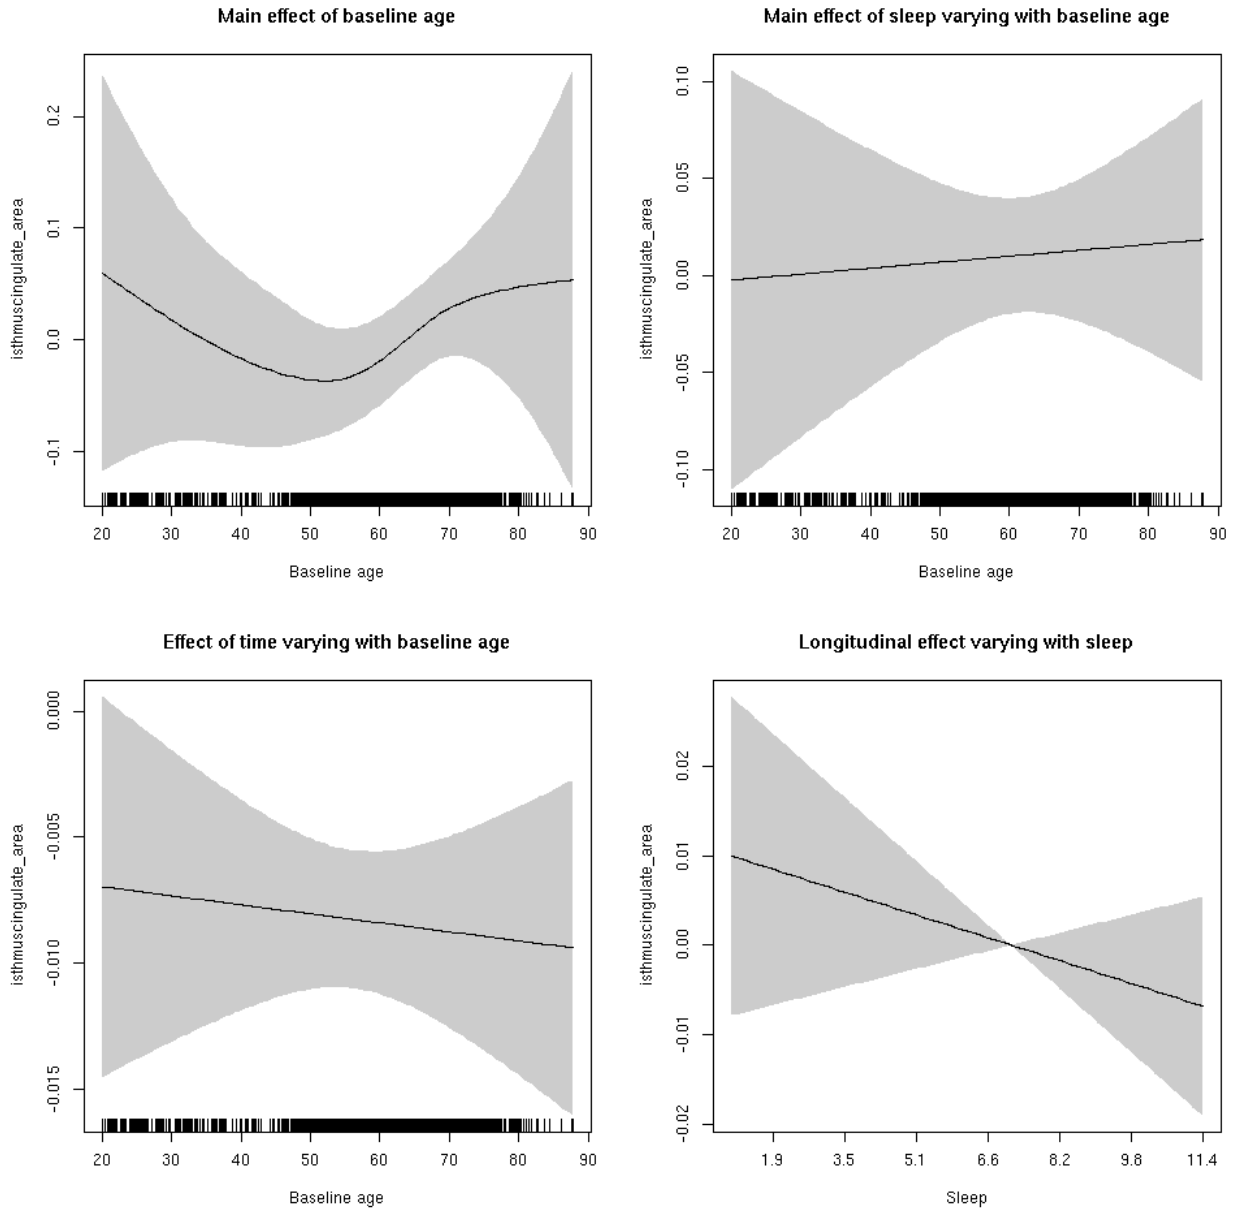 Main effect of baseline age
isthmuscingulate_area
0.2
0.1
0.0
-0.1
20 30 40 50 60 70 80 90
Baseline age
Main effect of sleep varying with baseline age
isthmuscingulate_area
0.10
0.05
0.00
-0.05
-0.10
20 30 40 50 60 70 80 90
Baseline age
Effect of time varying with baseline age
isthmuscingulate_area
0.000
-0.005
-0.010
-0.015
20 30 40 50 60 70 80 90
Baseline age
Longitudinal effect varying with sleep
isthmuscingulate_area
0.02
0.01
0.00
-0.01
-0.02
1.9 3.5 5.1 6.6 8.2 9.8 11.4
Sleep